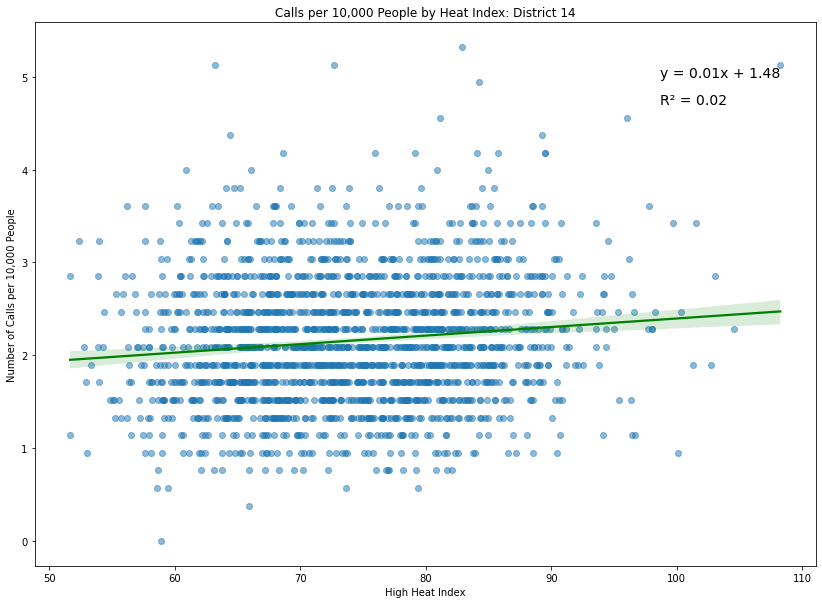 Calls per 10,000 People by Heat Index: District 14
y = 0.01x + 1.48
R² = 0.02
Number of Calls per 10,000 People
5
4
3
2
1
0
50 60 70 80 90 100 110
High Heat Index